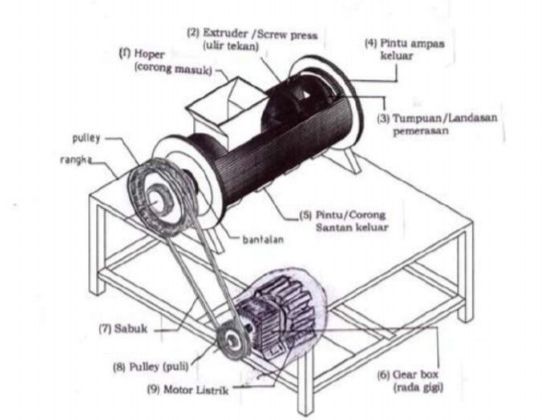 (2) Extruder /Screw press
(ulir tekan)
(4) Pintu ampas
keluar
(1) Hoper
(corong masuk)
(3) Tumpuan/Landasan
pemerasan
pulley
rangka
(5) Pintu/Corong
Santan keluar
bantalan
(7) Sabuk
(8) Pulley (puli)
(6) Gear box
(rada gigi)
(9) Motor Listrik